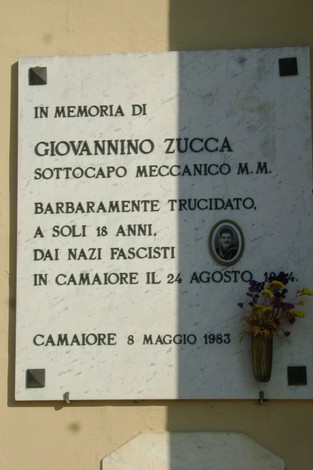 IN MEMORIA DI
GIOVANNINO ZUCCA
SOTTOCAPO MECCANICO M.M.
BARBARAMENTE TRUCIDATO,
A SOLI 18 ANNI,
DAI NAZI FASCISTI
IN CAMAIORE IL 24 AGOSTO 1944.
CAMAIORE 8 MAGGIO 1983